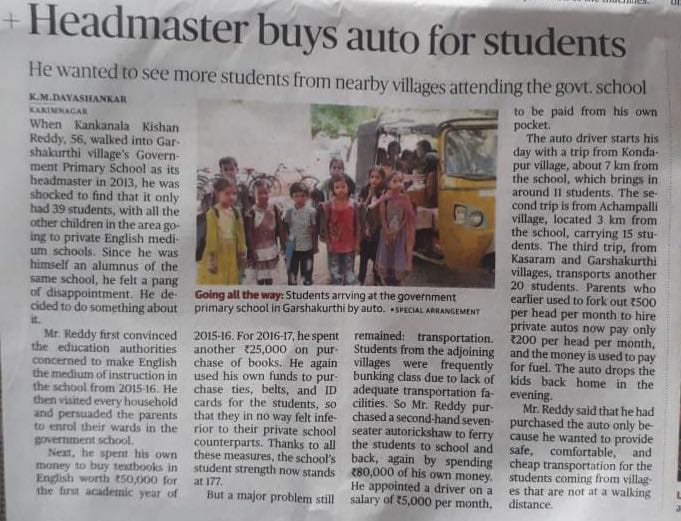 Headmaster buys auto for students
He wanted to see more students from nearby villages attending the govt. school
K.M.DAYASHANKAR
KARIMNAGAR
When Kankanala Kishan
Reddy, 56, walked into Gar-
shakurthi village's Govern-
ment Primary School as its
headmaster in 2013, he was
shocked to find that it only
had 39 students, with all the
other children in the area go-
ing to private English medi-
um schools. Since he was
himself an alumnus of the
same school, he felt a pang
of disappointment. He de-
cided to do something about
it.
Mr. Reddy first convinced
the education authorities
concerned to make English
the medium of instruction in
the school from 2015-16. He
then visited every household
and persuaded the parents
to enrol their wards in the
government school.
Next, he spent his own
money to buy textbooks in
English worth ₹50,000 for
the first academic year of
Going all the way: Students arrving at the government
primary school in Garshakurthi by auto. •SPECIAL ARRANGEMENT
2015-16. For 2016-17, he spent
another ₹25,000 on pur-
chase of books. He again
used his own funds to pur-
chase ties, belts, and ID
cards for the students, so
that they in no way felt infe-
rior to their private school
counterparts. Thanks to all
these measures, the school's
student strength now stands
at 177.
But a major problem still
remained: transportation.
Students from the adjoining
villages were frequently
bunking class due to lack of
adequate transportation fa-
cilities. So Mr. Reddy pur-
chased a second-hand seven-
seater autorickshaw to ferry
the students to school and
back, again by spending
₹80,000 of his own money.
He appointed a driver on a
salary of ₹5,000 per month,
to be paid from his own
pocket.
The auto driver starts his
day with a trip from Konda-
pur village, about 7 km from
the school, which brings in
around 11 students. The se-
cond trip is from Achampalli
village, located 3 km from
the school, carrying 15 stu-
dents. The third trip, from
Kasaram and Garshakurthi
villages, transports another
20 students. Parents who
earlier used to fork out ₹500
per head per month to hire
private autos now pay only
₹200 per head per month,
and the money is used to pay
for fuel. The auto drops the
kids back home in the
evening.
Mr. Reddy said that he had
purchased the auto only be-
cause he wanted to provide
safe, comfortable, and
cheap transportation for the
students coming from villag-
es that are not at a walking
distance.